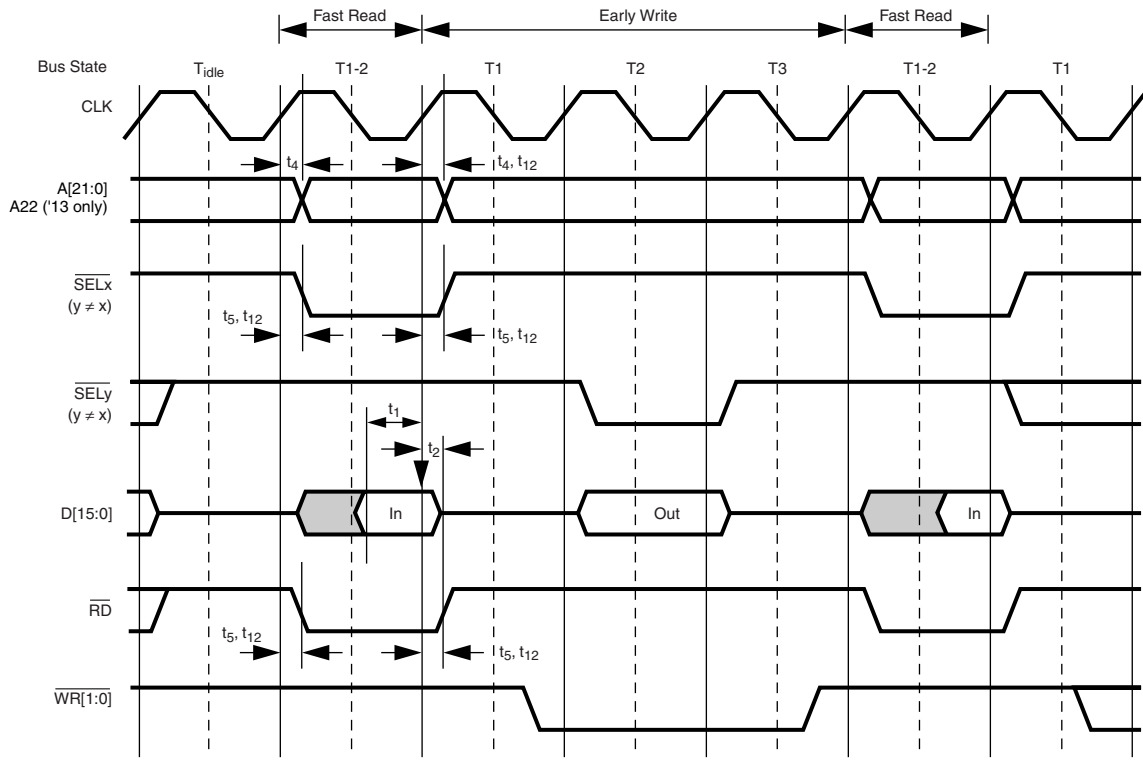 Fast Read Early Write Fast Read
Bus State Tidle T1-2 T1 T2 T3 T1-2 T1
CLK
t4 t4, t12
A[21:0]
A22 ('13 only)
SELx
(y ≠ x)
t5, t12 t5, t12
SELy
(y ≠ x)
t1
t2
D[15:0] In Out In
RD
t5, t12 t5, t12
WR[1:0]